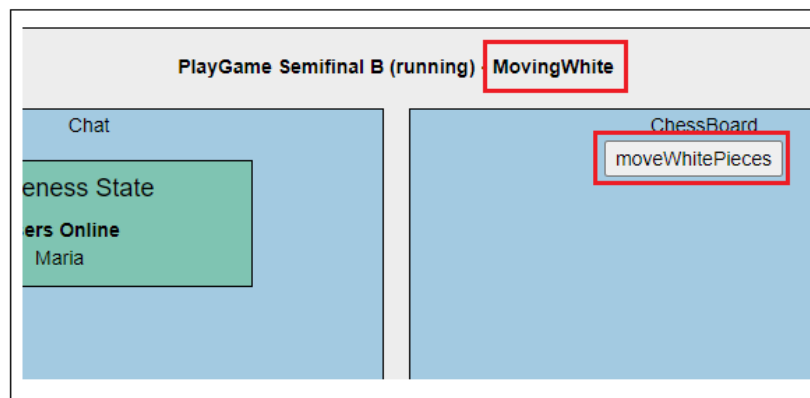 PlayGame Semifinal B (running) - MovingWhite
Chat
eness State
ers Online
Maria
ChessBoard
moveWhitePieces